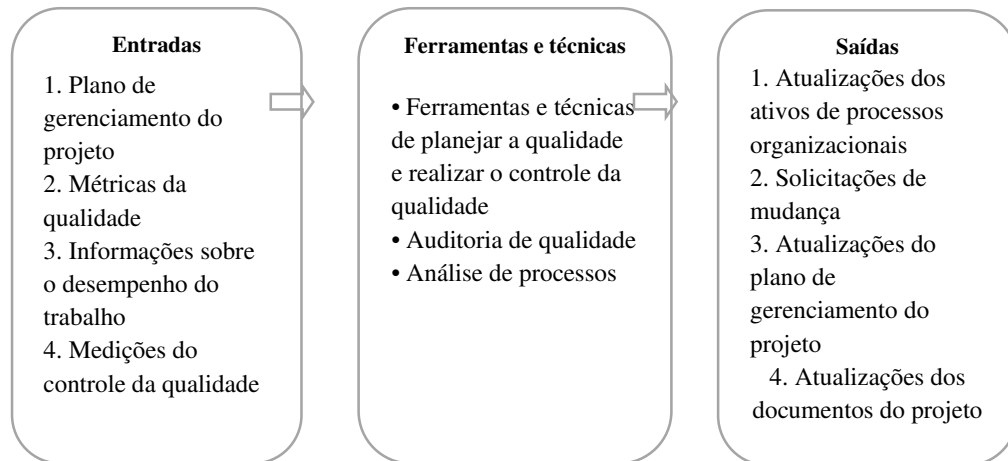 Entradas
1. Plano de
gerenciamento do
projeto
2. Métricas da
qualidade
3. Informações sobre
o desempenho do
trabalho
4. Medições do
controle da qualidade
Ferramentas e técnicas
• Ferramentas e técnicas
de planejar a qualidade
e realizar o controle da
qualidade
• Auditoria de qualidade
• Análise de processos
Saídas
1. Atualizações dos
ativos de processos
organizacionais
2. Solicitações de
mudança
3. Atualizações do
plano de
gerenciamento do
projeto
4. Atualizações dos
documentos do projeto